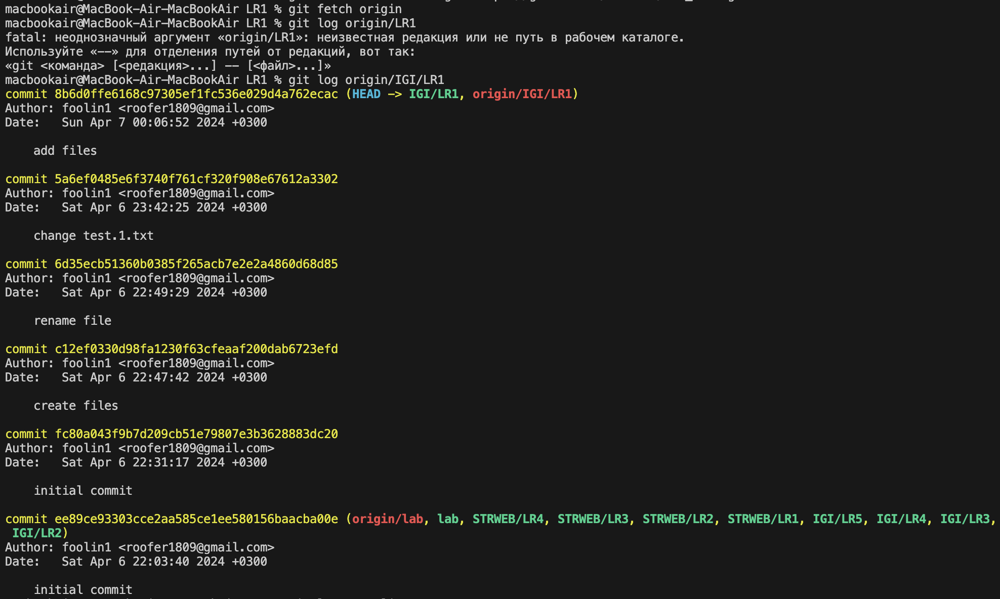 macbookair@MacBook-Air-MacBookAir LR1 % git fetch origin
macbookair@MacBook-Air-MacBookAir LR1 % git log origin/LR1
fatal: неоднозначный аргумент «origin/LR1»: неизвестная редакция или не путь в рабочем каталоге.
Используйте «--» для отделения путей от редакций, вот так:
«git <команда> [<редакция>...] -- [<файл>...]»
macbookair@MacBook-Air-MacBookAir LR1 % git log origin/IGI/LR1
commit 8b6d0ffe6168c97305ef1fc536e029d4a762ecac (HEAD -> IGI/LR1, origin/IGI/LR1)
Author: foolin1 <roofer1809@gmail.com>
Date:   Sun Apr 7 00:06:52 2024 +0300
    add files
commit 5a6ef0485e6f3740f761cf320f908e67612a3302
Author: foolin1 <roofer1809@gmail.com>
Date:   Sat Apr 6 23:42:25 2024 +0300
    change test.1.txt
commit 6d35ecb51360b0385f265acb7e2e2a4860d68d85
Author: foolin1 <roofer1809@gmail.com>
Date:   Sat Apr 6 22:49:29 2024 +0300
    rename file
commit c12ef0330d98fa1230f63cfeaaf200dab6723efd
Author: foolin1 <roofer1809@gmail.com>
Date:   Sat Apr 6 22:47:42 2024 +0300
    create files
commit fc80a043f9b7d209cb51e79807e3b3628883dc20
Author: foolin1 <roofer1809@gmail.com>
Date:   Sat Apr 6 22:31:17 2024 +0300
    initial commit
commit ee89ce93303cce2aa585ce1ee580156baacba00e (origin/lab, lab, STRWEB/LR4, STRWEB/LR3, STRWEB/LR2, STRWEB/LR1, IGI/LR5, IGI/LR4, IGI/LR3,
 IGI/LR2)
Author: foolin1 <roofer1809@gmail.com>
Date:   Sat Apr 6 22:03:40 2024 +0300
    initial commit